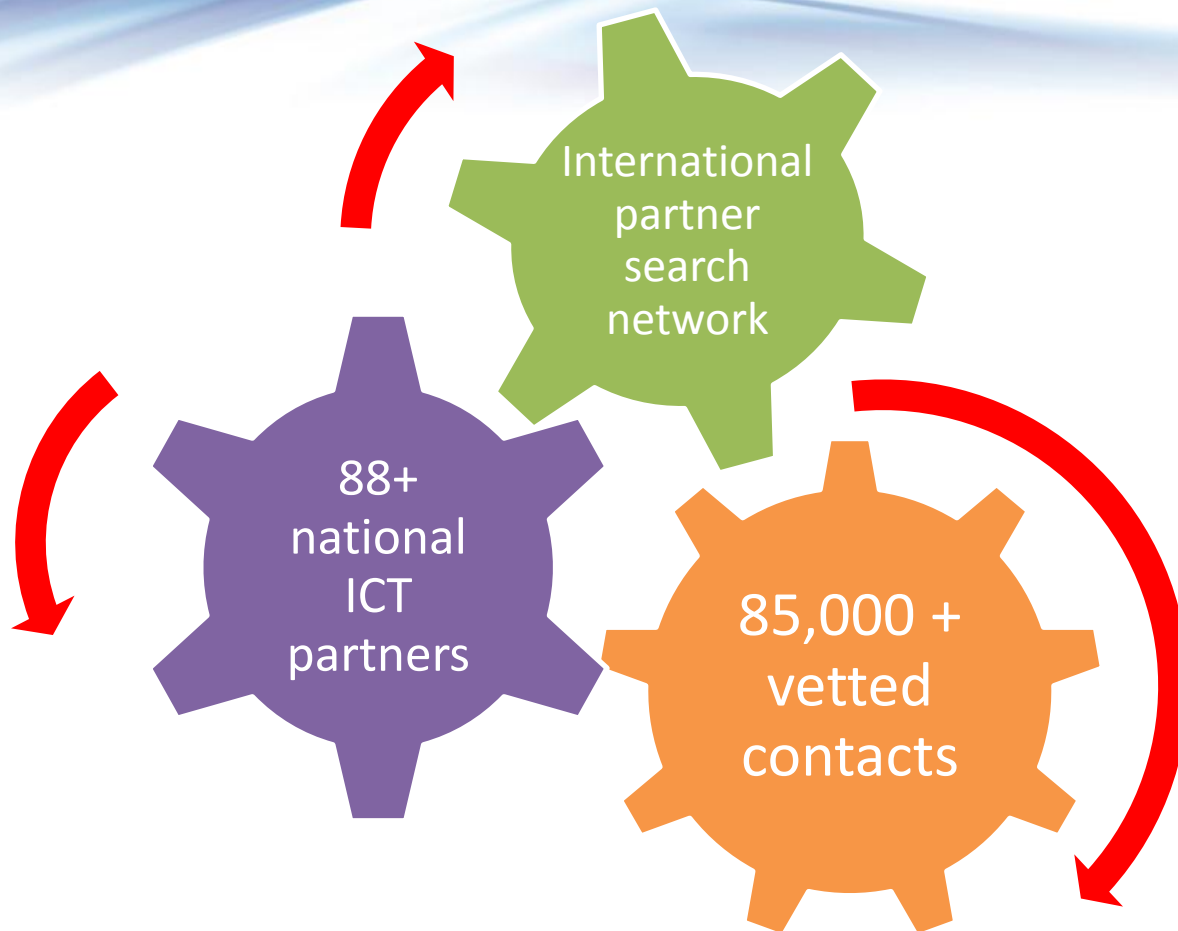 International
partner
search
network
88+
national
ICT
partners
85,000 +
vetted
contacts